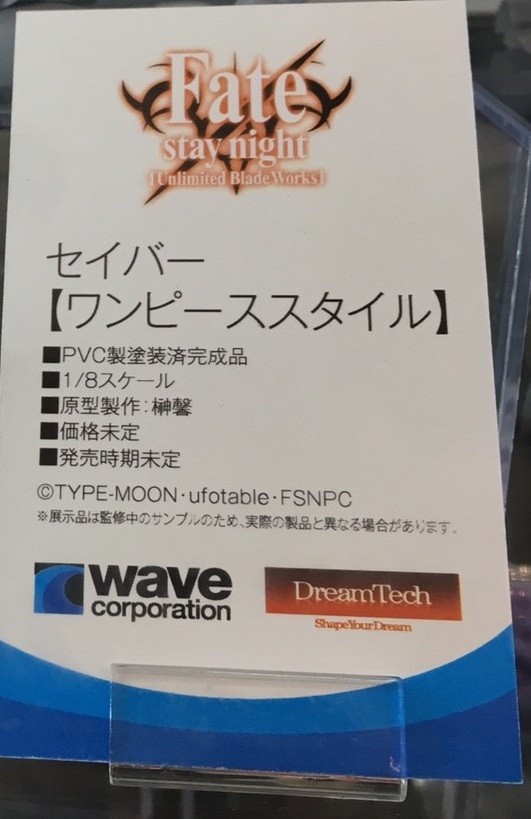 Fate
stay night
[Unlimited Blade Works]
セイバー
【ワンピーススタイル】
■PVC製塗装済完成品
■1/8スケール
■原型製作：榊馨
■価格未定
■発売時期未定
©TYPE-MOON・ufotable・FSNPC
※展示品は監修中のサンプルのため、実際の製品と異なる場合があります。
wave
corporation
DreamTech
ShapeYourDream